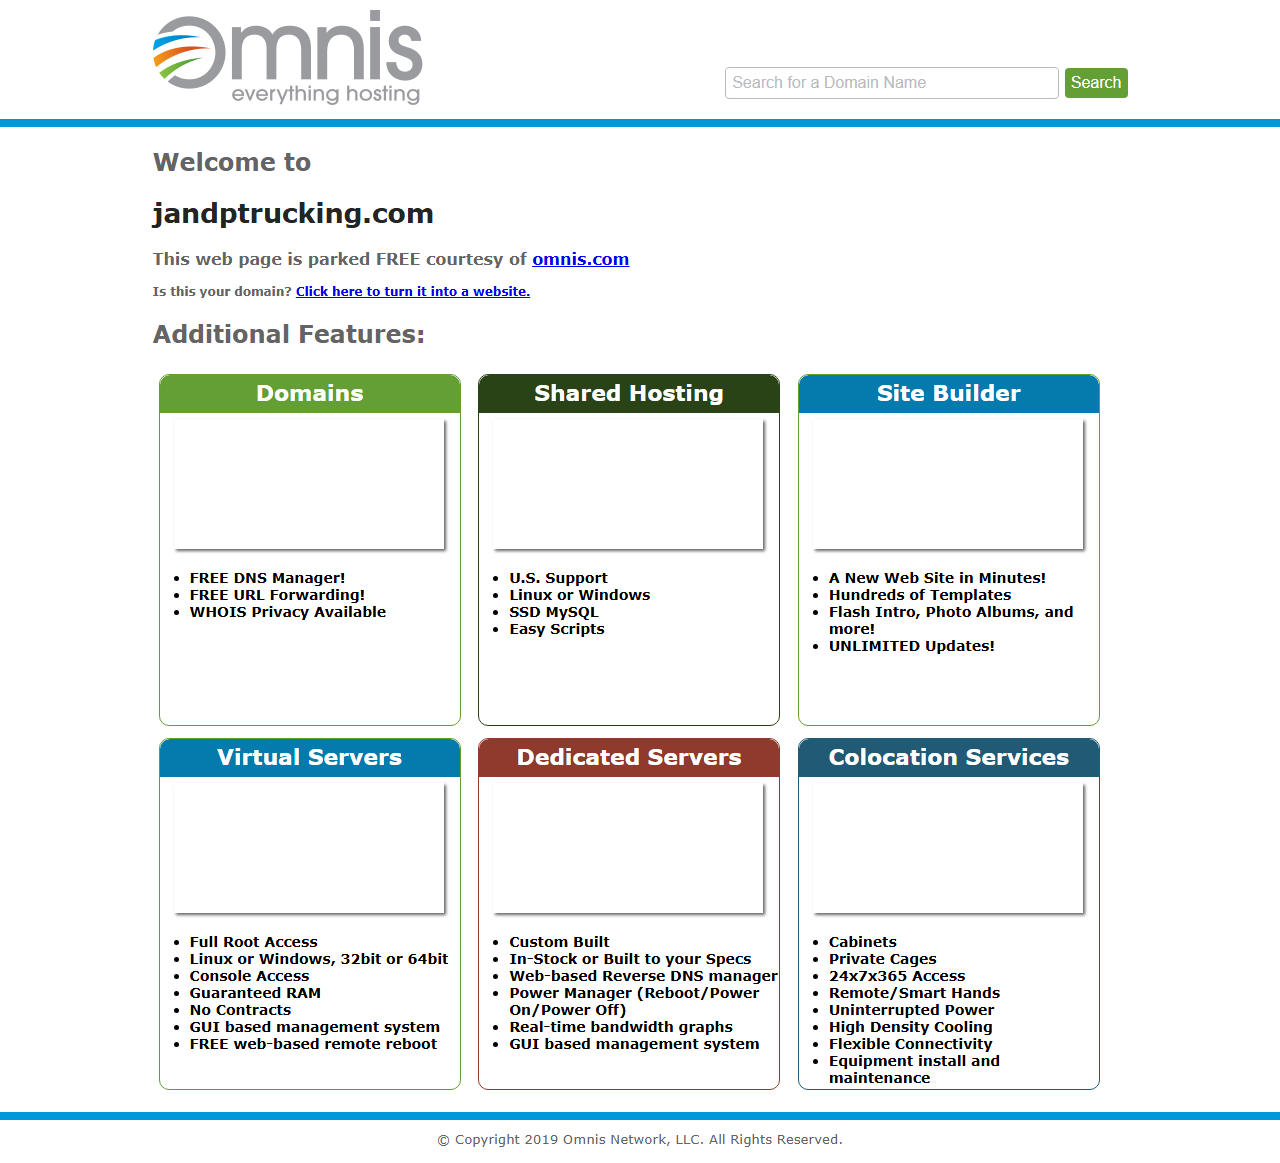 Omnis
everything hosting
Search for a Domain Name
Search
Welcome to
jandptrucking.com
This web page is parked FREE courtesy of omnis.com
Is this your domain? Click here to turn it into a website.
Additional Features:
Domains
FREE DNS Manager!
FREE URL Forwarding!
WHOIS Privacy Available
Shared Hosting
U.S. Support
Linux or Windows
SSD MySQL
Easy Scripts
Site Builder
A New Web Site in Minutes!
Hundreds of Templates
Flash Intro, Photo Albums, and
more!
UNLIMITED Updates!
Virtual Servers
Full Root Access
Linux or Windows, 32bit or 64bit
Console Access
Guaranteed RAM
No Contracts
GUI based management system
FREE web-based remote reboot
Dedicated Servers
Custom Built
In-Stock or Built to your Specs
Web-based Reverse DNS manager
Power Manager (Reboot/Power
On/Power Off)
Real-time bandwidth graphs
GUI based management system
Colocation Services
Cabinets
Private Cages
24x7x365 Access
Remote/Smart Hands
Uninterrupted Power
High Density Cooling
Flexible Connectivity
Equipment install and
maintenance
© Copyright 2019 Omnis Network, LLC. All Rights Reserved.